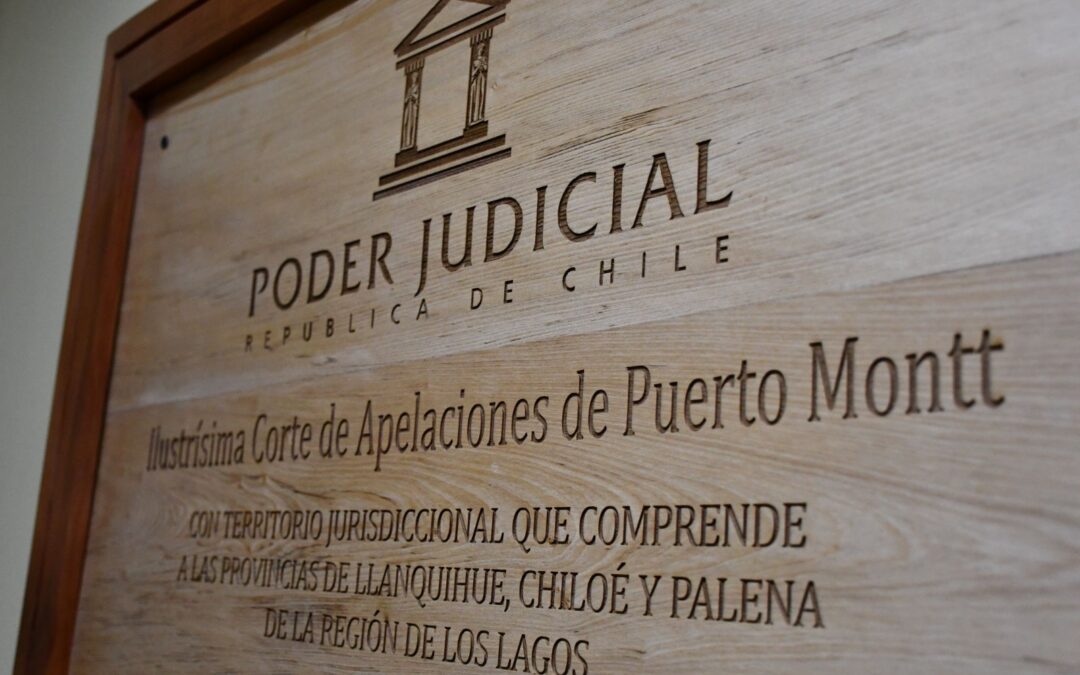 PODER JUDICIAL
REPUBLICA DE CHILE
Ilustrísima Corte de Apelaciones de Puerto Montt
CON TERRITORIO JURISDICCIONAL QUE COMPRENDE
A LAS PROVINCIAS DE LLANQUIHUE, CHILOÉ Y PALENA
DE LA REGIÓN DE LOS LAGOS